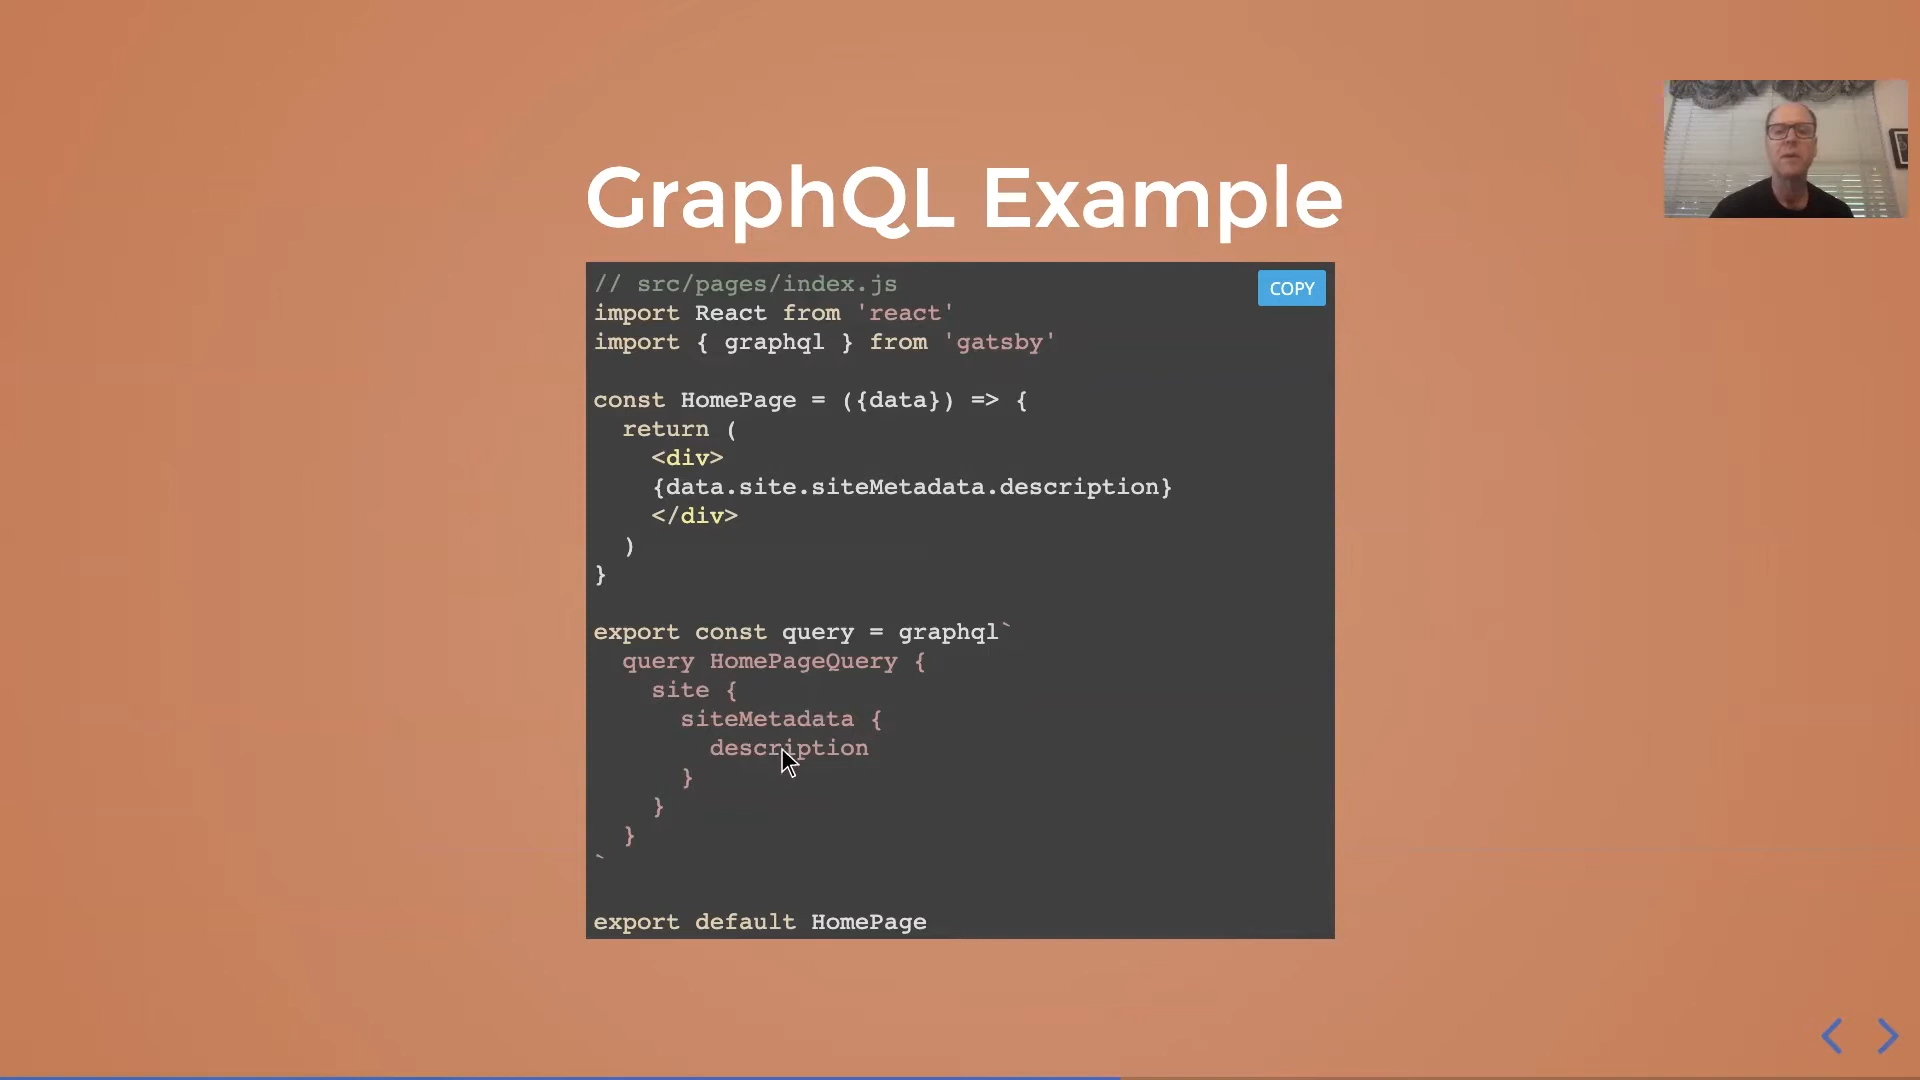 GraphQL Example
COPY
// src/pages/index.js
import React from 'react'
import { graphql } from 'gatsby'
const HomePage = ({data}) => {
return (
<div>
{data.site.siteMetadata.description}
</div>
)
}
export const query = graphql`
query HomePageQuery {
site {
siteMetadata {
description
}
}
}
`
export default HomePage